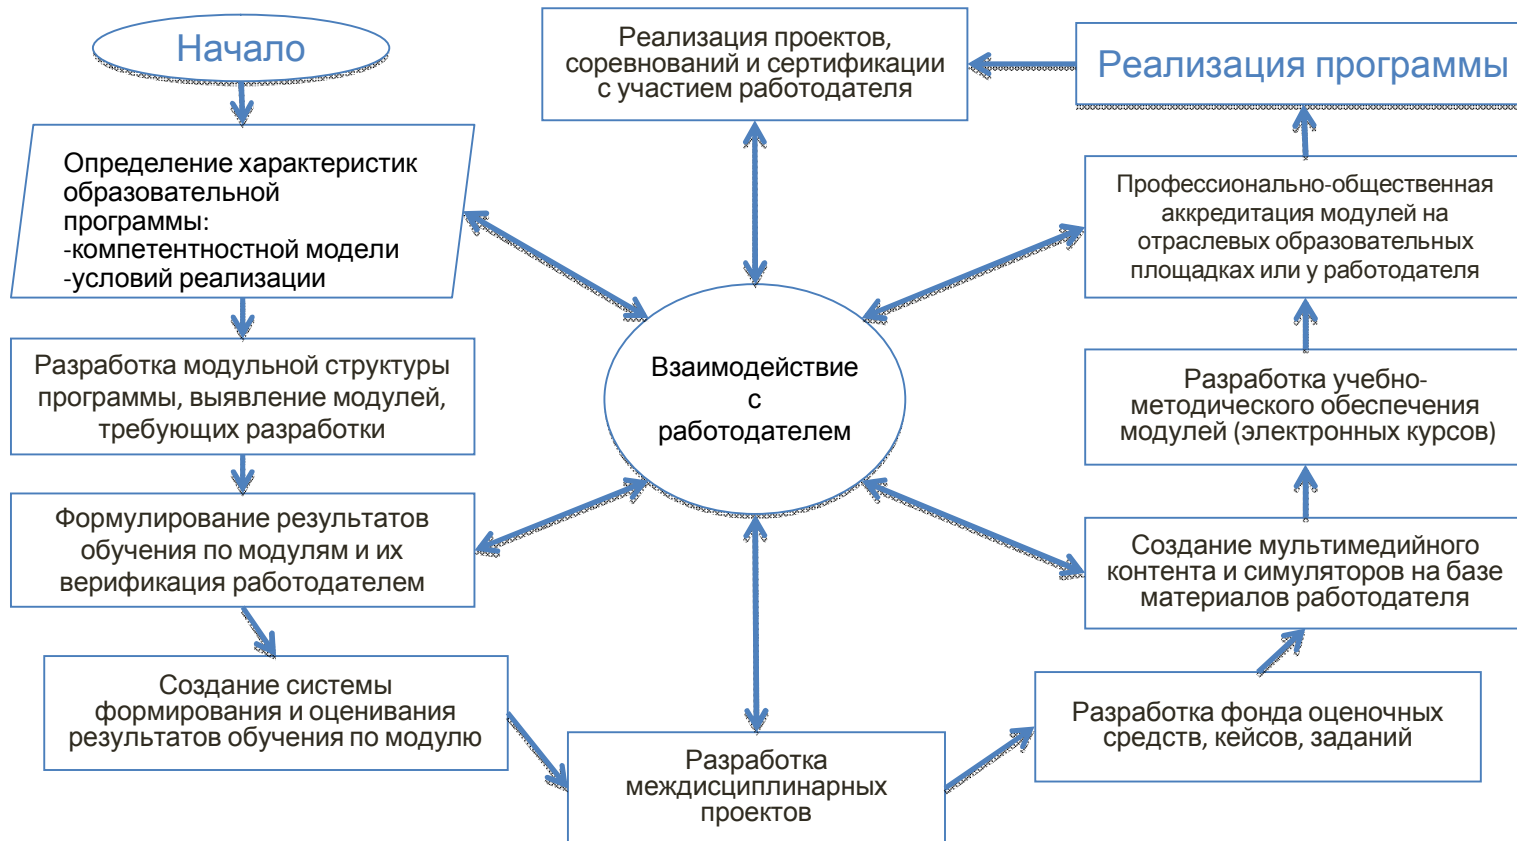 Начало
Определение характеристик
образовательной
программы:
-компетентностной модели
-условий реализации
Разработка модульной структуры
программы, выявление модулей,
требующих разработки
Формулирование результатов
обучения по модулям и их
верификация работодателем
Создание системы
формирования и оценивания
результатов обучения по модулю
Разработка
междисциплинарных
проектов
Разработка фонда оценочных
средств, кейсов, заданий
Создание мультимедийного
контента и симуляторов на базе
материалов работодателя
Разработка учебно-
методического обеспечения
модулей (электронных курсов)
Профессионально-общественная
аккредитация модулей на
отраслевых образовательных
площадках или у работодателя
Реализация программы
Реализация проектов,
соревнований и сертификации
с участием работодателя
Взаимодействие
с
работодателем